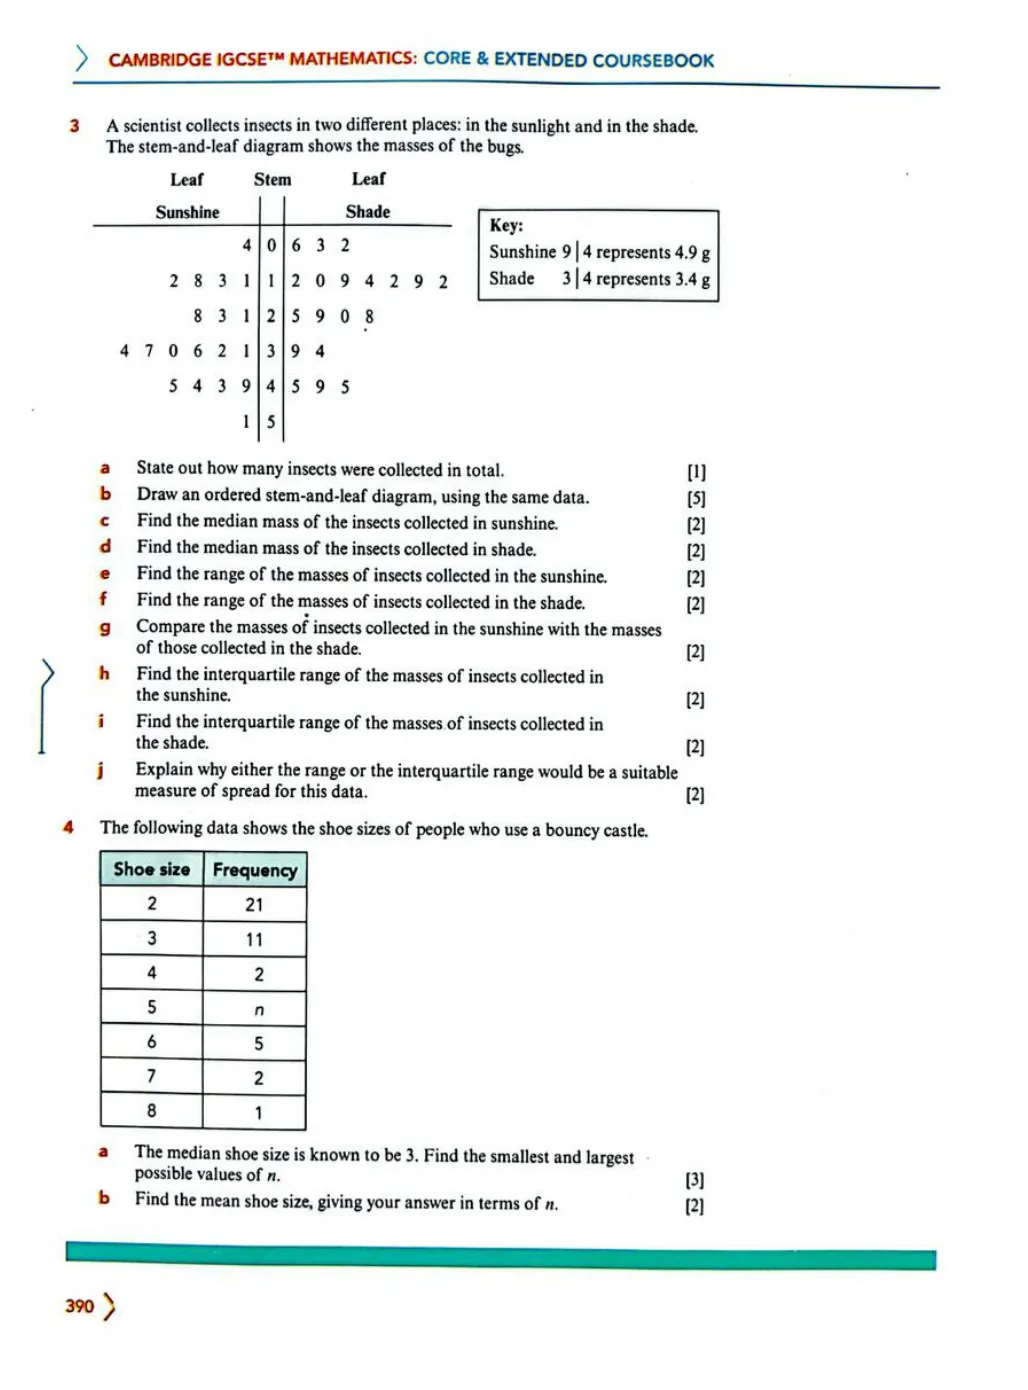 CAMBRIDGE IGCSE™ MATHEMATICS: CORE & EXTENDED COURSEBOOK
3 A scientist collects insects in two different places: in the sunlight and in the shade.
The stem-and-leaf diagram shows the masses of the bugs.
Leaf Stem Leaf
Sunshine Shade
4 0 6 3 2
2 8 3 1 1 2 0 9 4 2 9 2
8 3 1 2 5 9 0 8
4 7 0 6 2 1 3 9 4
5 4 3 9 4 5 9 5
1 5
Key:
Sunshine 9 | 4 represents 4.9 g
Shade 3 | 4 represents 3.4 g
a State out how many insects were collected in total. [1]
b Draw an ordered stem-and-leaf diagram, using the same data. [5]
c Find the median mass of the insects collected in sunshine. [2]
d Find the median mass of the insects collected in shade. [2]
e Find the range of the masses of insects collected in the sunshine. [2]
f Find the range of the masses of insects collected in the shade. [2]
g Compare the masses of insects collected in the sunshine with the masses
of those collected in the shade. [2]
h Find the interquartile range of the masses of insects collected in
the sunshine. [2]
i Find the interquartile range of the masses of insects collected in
the shade. [2]
j Explain why either the range or the interquartile range would be a suitable
measure of spread for this data. [2]
4 The following data shows the shoe sizes of people who use a bouncy castle.
Shoe size Frequency
2 21
3 11
4 2
5 n
6 5
7 2
8 1
a The median shoe size is known to be 3. Find the smallest and largest
possible values of n. [3]
b Find the mean shoe size, giving your answer in terms of n. [2]
390